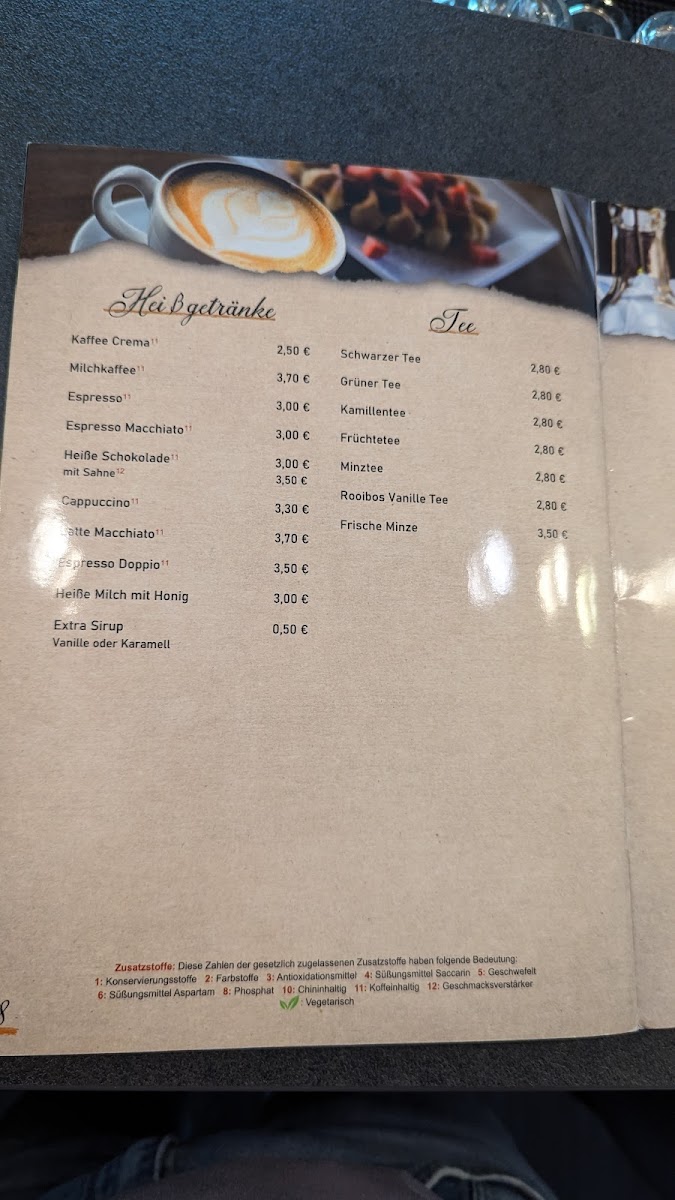 Heißgetränke
Kaffee Crema¹¹ 2,50 €
Milchkaffee¹¹ 3,70 €
Espresso¹¹ 3,00 €
Espresso Macchiato¹¹ 3,00 €
Heiße Schokolade¹¹ 3,00 €
mit Sahne¹² 3,50 €
Cappuccino¹¹ 3,30 €
Latte Macchiato¹¹ 3,70 €
Espresso Doppio¹¹ 3,50 €
Heiße Milch mit Honig 3,00 €
Extra Sirup 0,50 €
Vanille oder Karamell
Tee
Schwarzer Tee 2,80 €
Grüner Tee 2,80 €
Kamillentee 2,80 €
Früchtetee 2,80 €
Minztee 2,80 €
Rooibos Vanille Tee 2,80 €
Frische Minze 3,50 €
Zusatzstoffe: Diese Zahlen der gesetzlich zugelassenen Zusatzstoffe haben folgende Bedeutung:
1: Konservierungsstoffe 2: Farbstoffe 3: Antioxidationsmittel 4: Süßungsmittel Saccarin 5: Geschwefelt
6: Süßungsmittel Aspartam 8: Phosphat 10: Chininhaltig 11: Koffeinhaltig 12: Geschmacksverstärker
: Vegetarisch
8